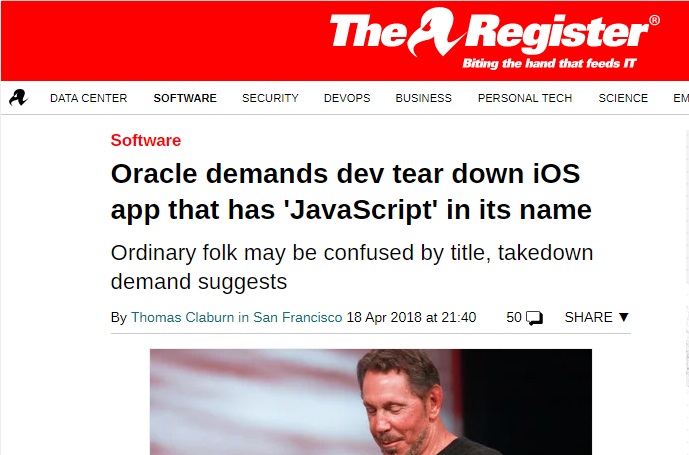 The Register®
Biting the hand that feeds IT
DATA CENTER SOFTWARE SECURITY DEVOPS BUSINESS PERSONAL TECH SCIENCE EM
Software
Oracle demands dev tear down iOS
app that has 'JavaScript' in its name
Ordinary folk may be confused by title, takedown
demand suggests
By Thomas Claburn in San Francisco 18 Apr 2018 at 21:40 50 SHARE ▼